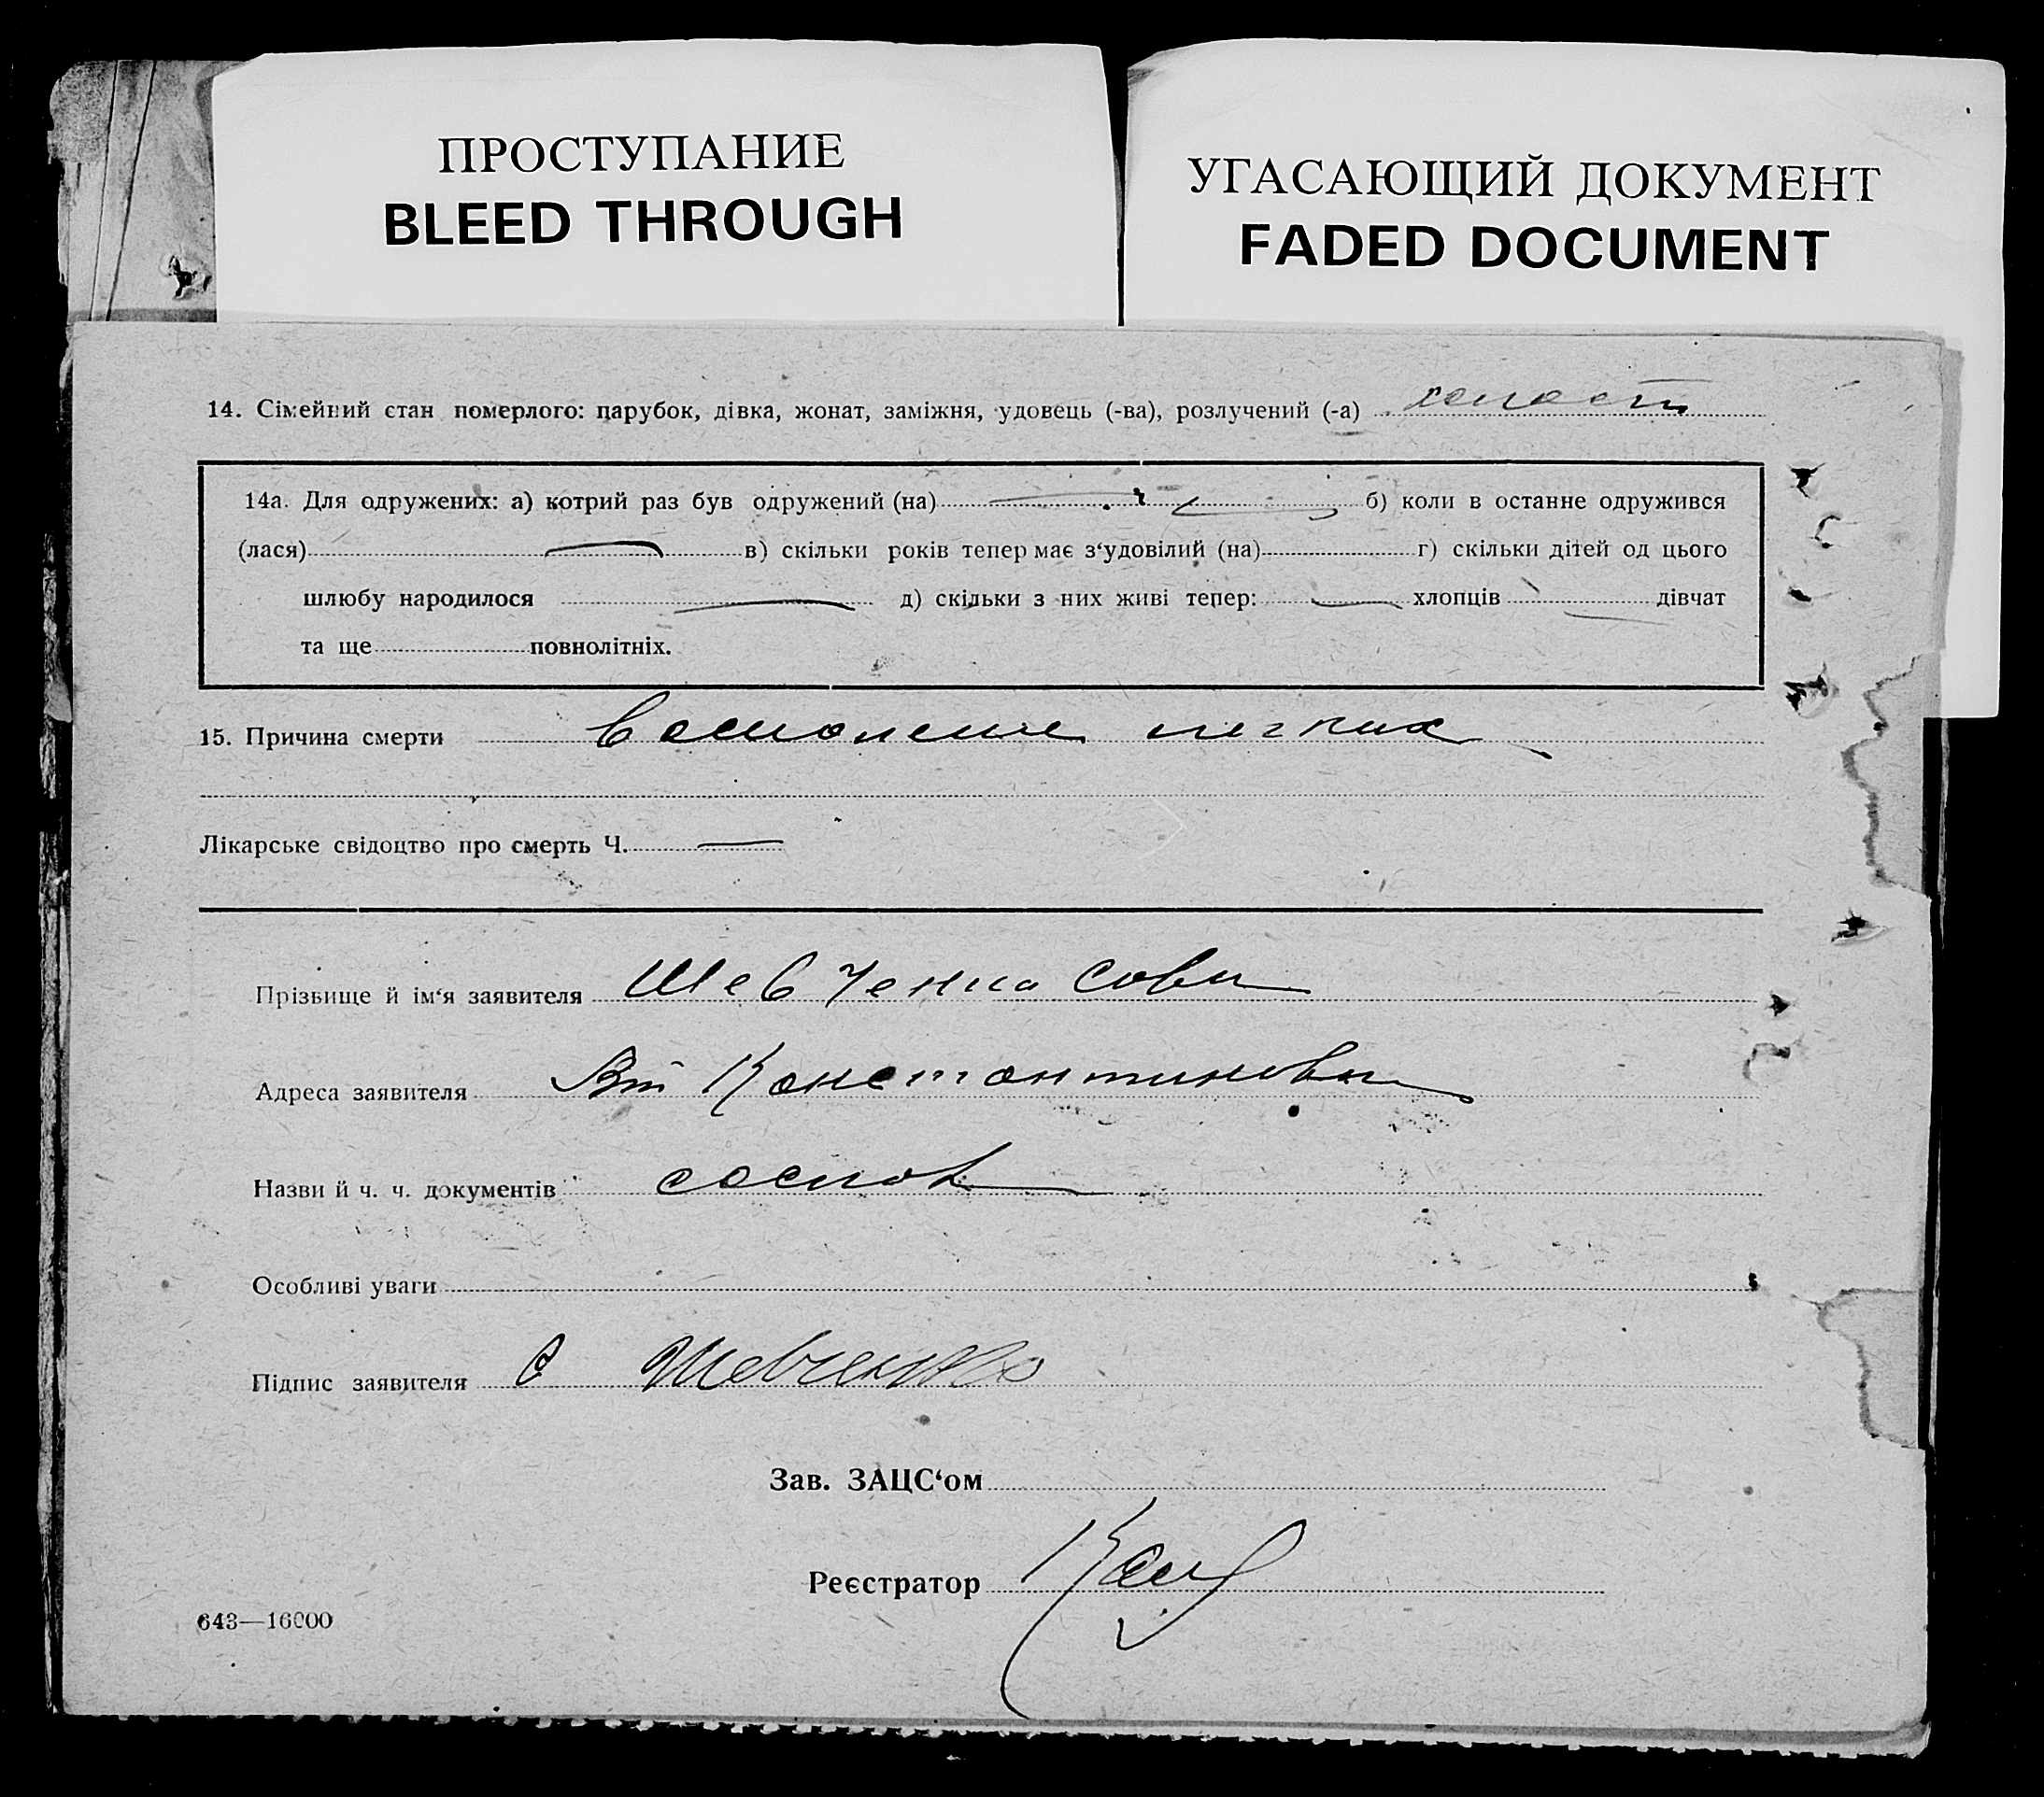 ПРОСТУПАНИЕ
BLEED THROUGH
УГАСАЮЩИЙ ДОКУМЕНТ
FADED DOCUMENT
14. Сімейний стан померлого: парубок, дівка, жонат, заміжня, удовець (-ва), розлучений (-а) холост
14а. Для одружених: а) котрий раз був одружений (на) б) коли в останне одружився
(лася) в) скільки років тепер має з‘удовілий (на) г) скільки дітей од цього
шлюбу народилося д) скільки з них живі тепер: хлопців дівчат
та ще повнолітніх.
15. Причина смерти Воспаление легких
Лікарське свідоцтво про смерть Ч. —
Прізвище й ім‘я заявителя Шевченко
Адреса заявителя
Назви й ч. ч. документів
Особливі уваги
Підпис заявителя С Шевченко
Зав. ЗАЦС‘ом
Реєстратор
643—16000